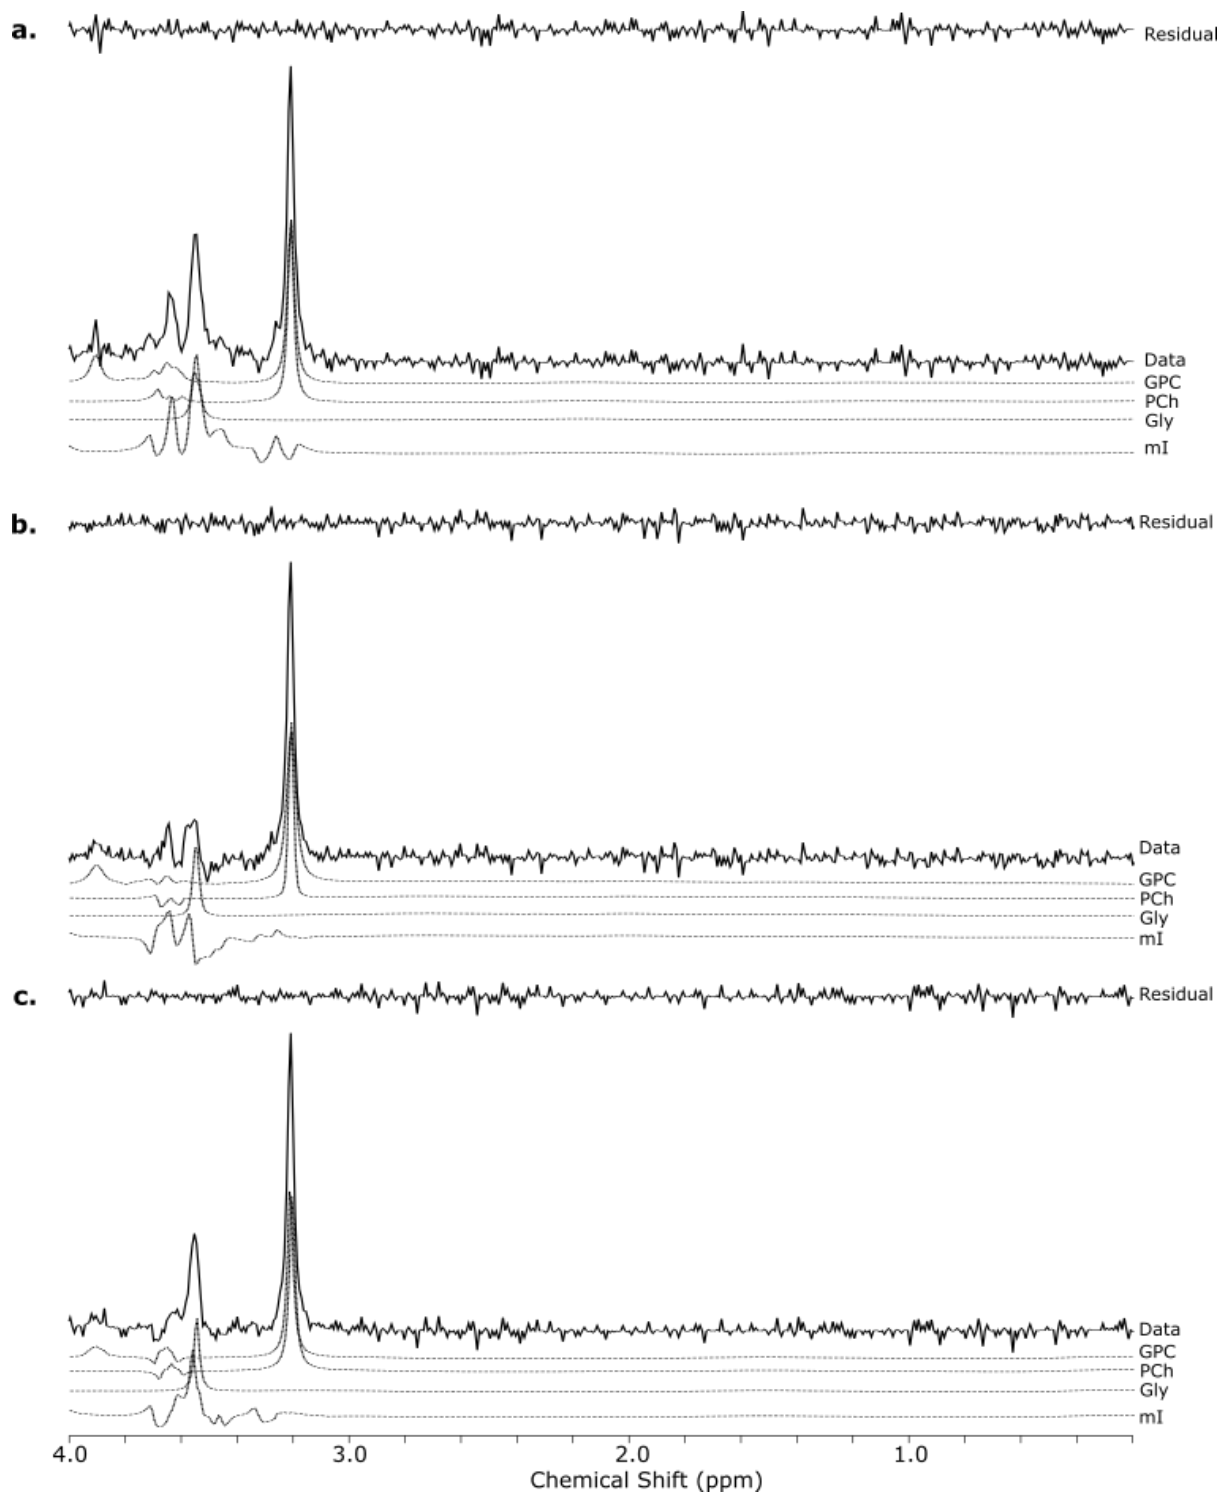 a.
Residual
Data
GPC
PCh
Gly
mI
b.
Residual
Data
GPC
PCh
Gly
mI
c.
Residual
Data
GPC
PCh
Gly
mI
4.0 3.0 2.0 1.0
Chemical Shift (ppm)